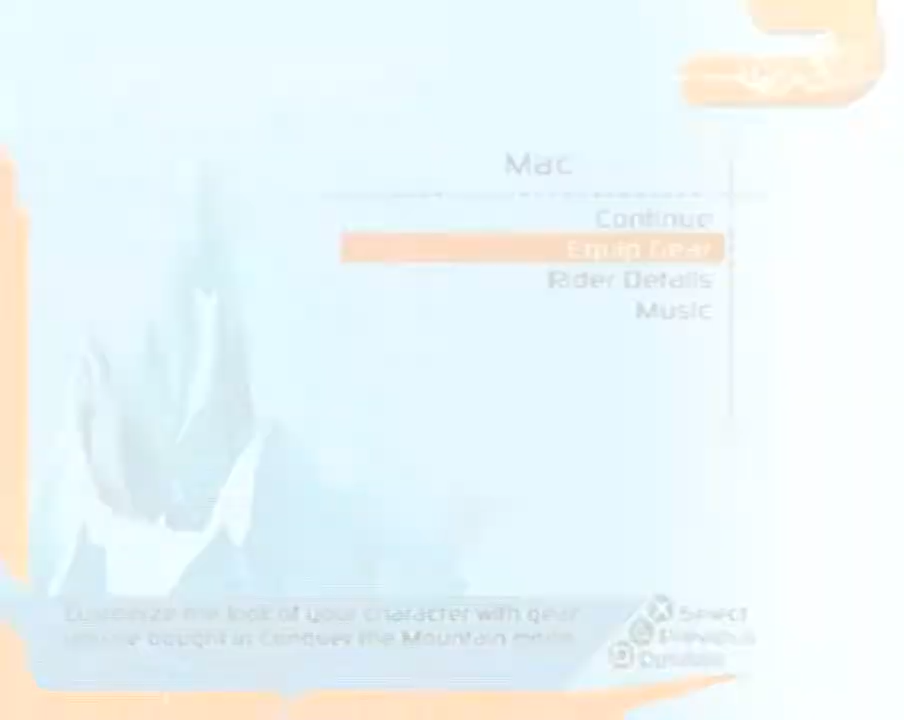 Mac
Continue
Equip Gear
Rider Details
Music
Customize the look of your character with gear
you've bought in Conquer the Mountain mode.
Select
Previous
Options